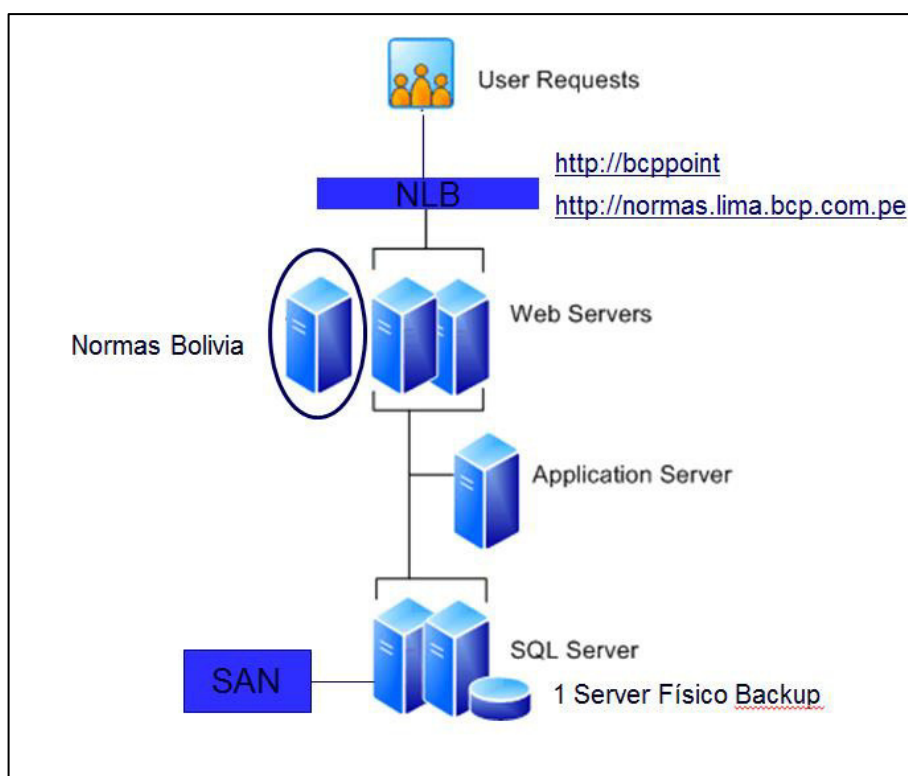 User Requests
http://bcppoint
NLB
http://normas.lima.bcp.com.pe
Web Servers
Normas Bolivia
Application Server
SQL Server
SAN
1 Server Físico Backup